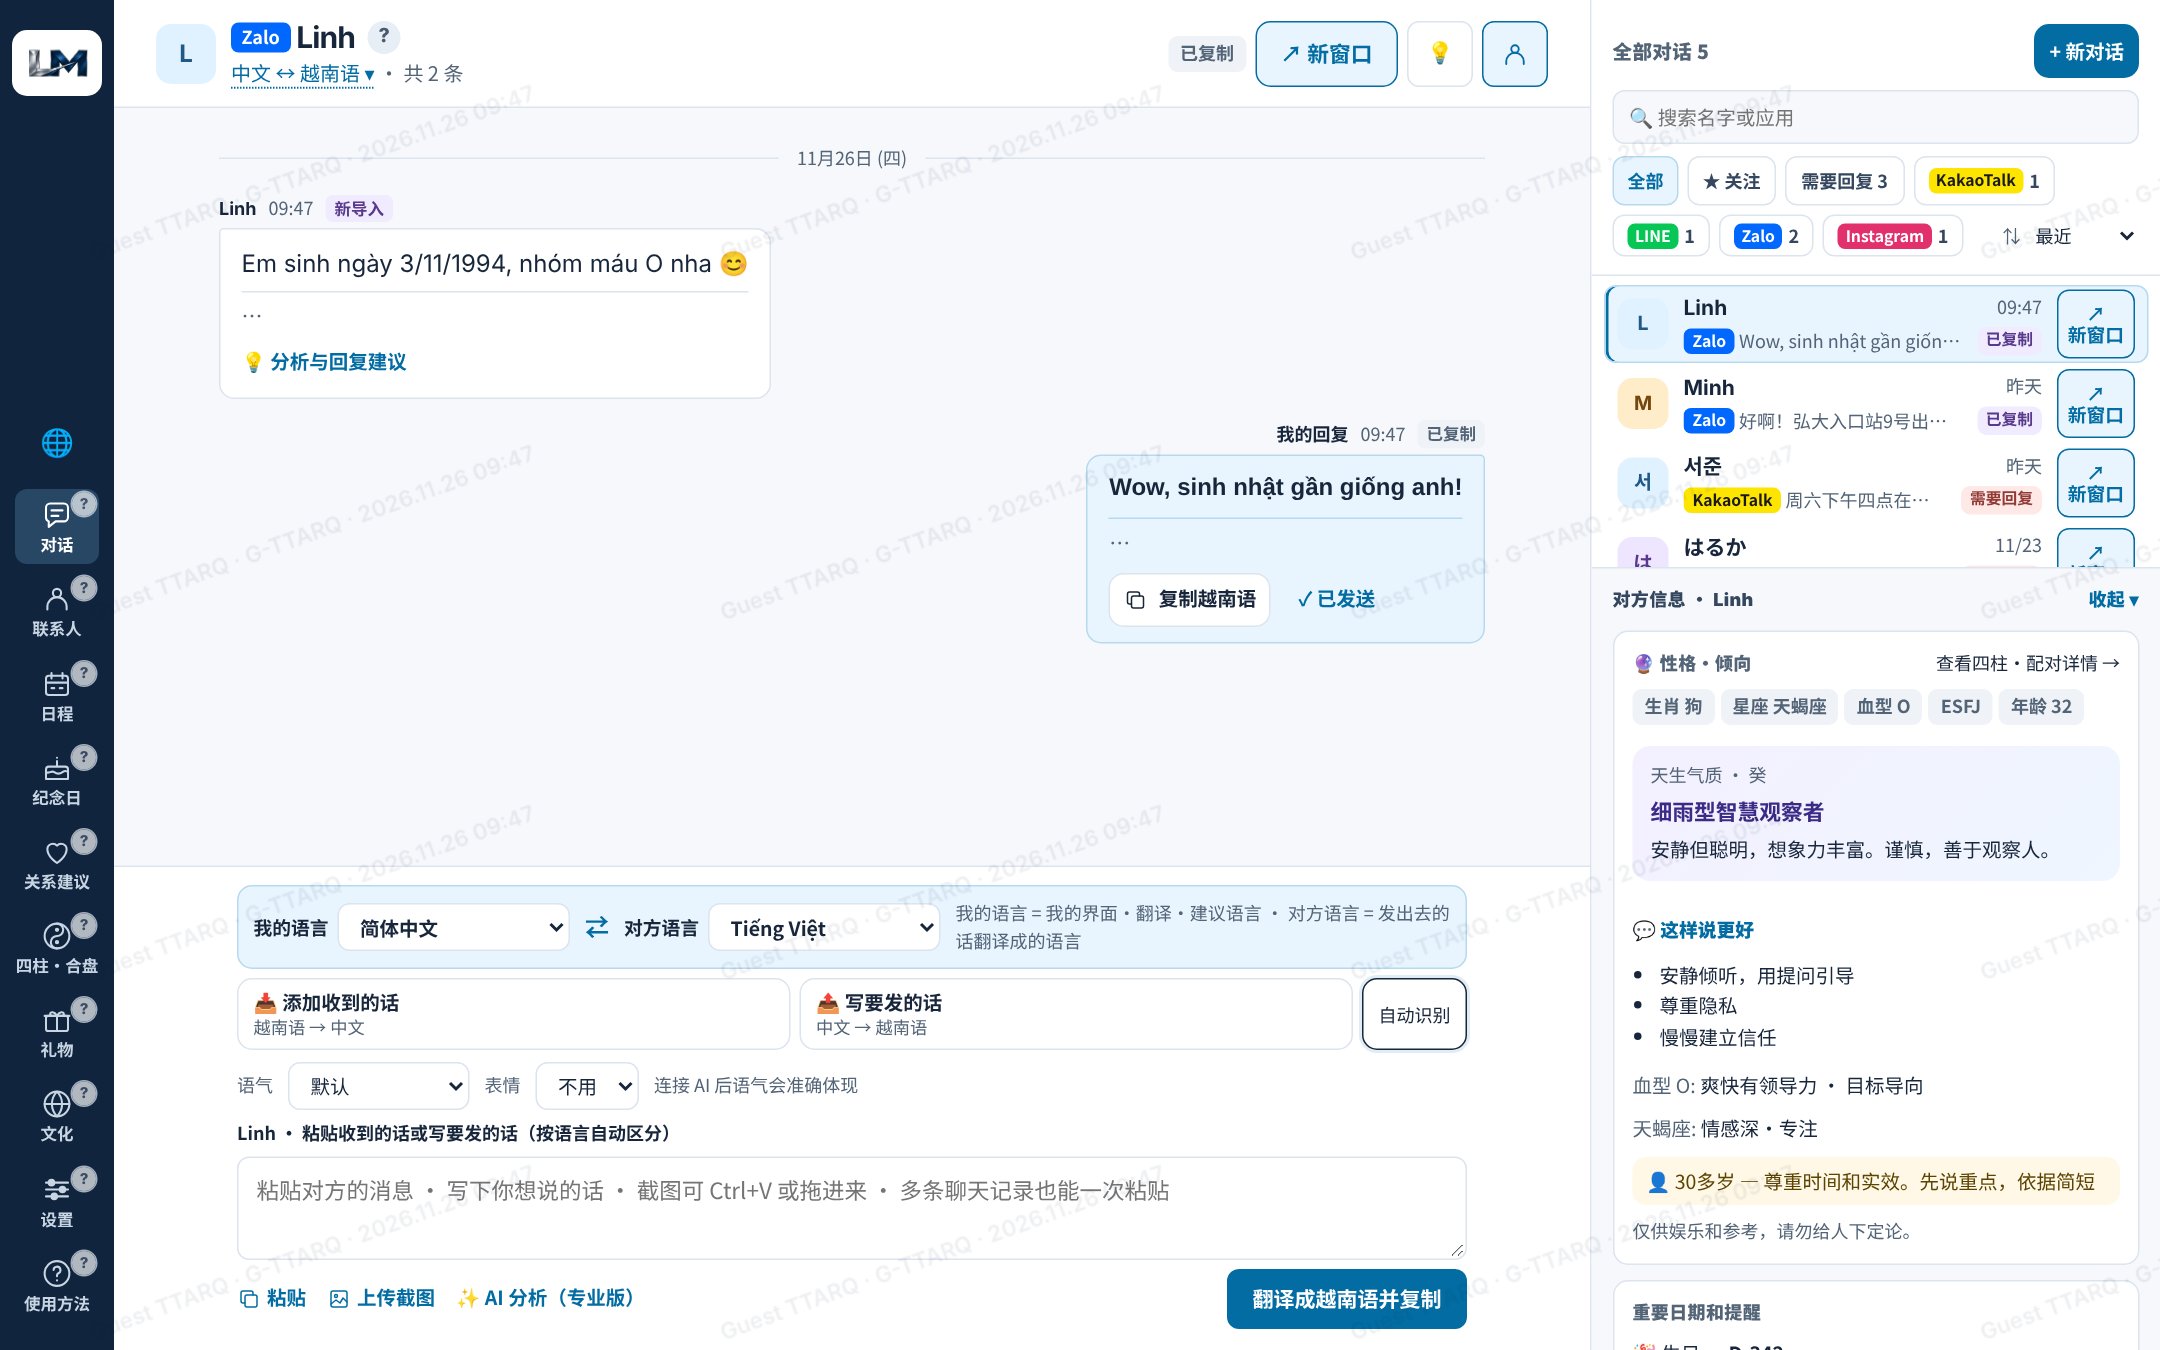 LM
🌐
对话 ?
联系人 ?
日程 ?
纪念日 ?
关系建议 ?
四柱·合盘 ?
礼物 ?
文化 ?
设置 ?
使用方法 ?
L
Zalo Linh ?
中文 ↔ 越南语 ▾ · 共 2 条
已复制
↗ 新窗口
💡
11月26日 (四)
Linh 09:47 新导入
Em sinh ngày 3/11/1994, nhóm máu O nha 😊
...
💡 分析与回复建议
我的回复 09:47 已复制
Wow, sinh nhật gần giống anh!
...
复制越南语 ✓ 已发送
我的语言 简体中文 ⇄ 对方语言 Tiếng Việt
我的语言 = 我的界面·翻译·建议语言 · 对方语言 = 发出去的
话翻译成的语言
📥 添加收到的话
越南语 → 中文
📤 写要发的话
中文 → 越南语
自动识别
语气 默认 表情 不用 连接 AI 后语气会准确体现
Linh · 粘贴收到的话或写要发的话（按语言自动区分）
粘贴对方的消息 · 写下你想说的话 · 截图可 Ctrl+V 或拖进来 · 多条聊天记录也能一次粘贴
粘贴 上传截图 ✨ AI 分析（专业版）
翻译成越南语并复制
全部对话 5
+ 新对话
🔍 搜索名字或应用
全部 ★ 关注 需要回复 3 KakaoTalk 1
LINE 1 Zalo 2 Instagram 1 ⇅ 最近
L Linh 09:47
Zalo Wow, sinh nhật gần giốn… 已复制
↗ 新窗口
M Minh 昨天
Zalo 好啊！弘大入口站9号出… 已复制
↗ 新窗口
서 서준 昨天
KakaoTalk 周六下午四点在… 需要回复
↗ 新窗口
は はるか 11/23
↗
对方信息 · Linh 收起 ▾
🔮 性格·倾向 查看四柱·配对详情 →
生肖 狗 星座 天蝎座 血型 O ESFJ 年龄 32
天生气质 · 癸
细雨型智慧观察者
安静但聪明，想象力丰富。谨慎，善于观察人。
💬 这样说更好
• 安静倾听，用提问引导
• 尊重隐私
• 慢慢建立信任
血型 O: 爽快有领导力 · 目标导向
天蝎座: 情感深·专注
👤 30多岁 — 尊重时间和实效。先说重点，依据简短
仅供娱乐和参考，请勿给人下定论。
重要日期和提醒
Guest TTARQ · G-TTARQ · 2026.11.26 09:47